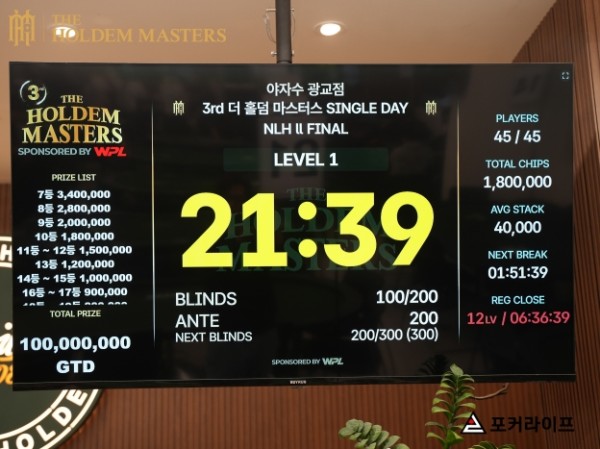 THE
HOLDEM MASTERS
3rd
THE
HOLDEM
MASTERS
SPONSORED BY WPL
PRIZE LIST
7등 3,400,000
8등 2,800,000
9등 2,000,000
10등 1,800,000
11등 ~ 12등 1,500,000
13등 1,200,000
14등 ~ 15등 1,000,000
16등 ~ 17등 900,000
TOTAL PRIZE
100,000,000
GTD
야자수 광교점
3rd 더 홀덤 마스터스 SINGLE DAY
NLH ll FINAL
LEVEL 1
THE
HOLDEM
MASTERS
21:39
BLINDS 100/200
ANTE 200
NEXT BLINDS 200/300 (300)
SPONSORED BY WPL
PLAYERS
45 / 45
TOTAL CHIPS
1,800,000
AVG STACK
40,000
NEXT BREAK
01:51:39
REG CLOSE
12LV / 06:36:39
HOLDE
포커라이프